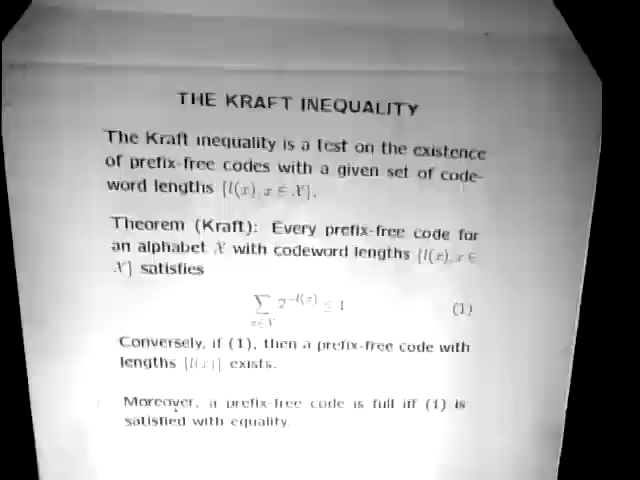 THE KRAFT INEQUALITY
The Kraft inequality is a test on the existence
of prefix-free codes with a given set of code-
word lengths {l(x), x ∈ 𝒳}.
Theorem (Kraft): Every prefix-free code for
an alphabet 𝒳 with codeword lengths {l(x), x ∈
𝒳} satisfies
∑ 2^{-l(x)} ≤ 1 (1)
x∈𝒳
Conversely, if (1), then a prefix-free code with
lengths {l(x)} exists.
Moreover, a prefix-free code is full iff (1) is
satisfied with equality.